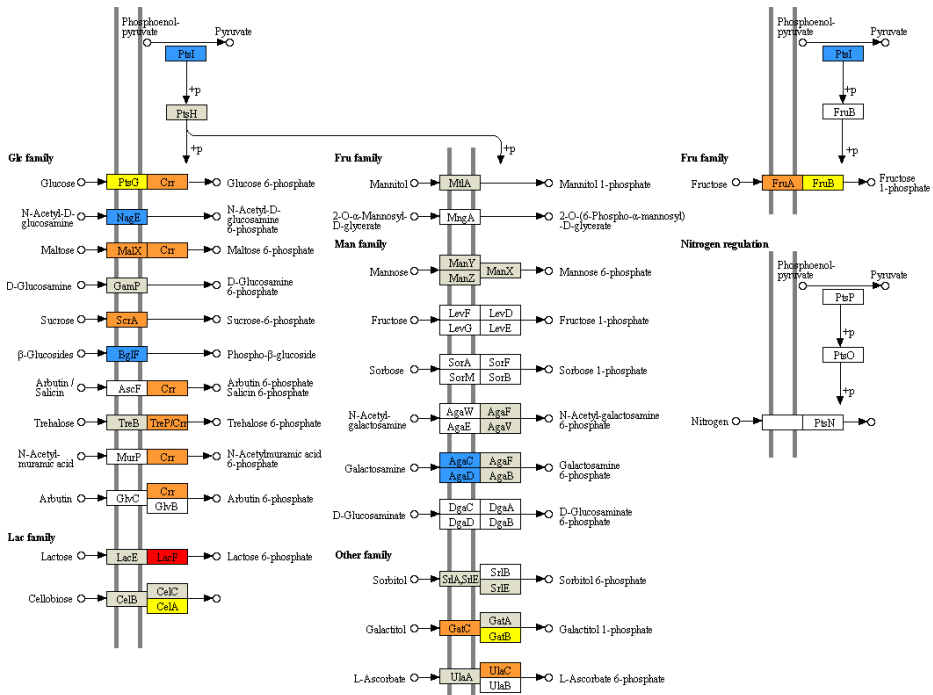 Phosphoenol-
pyruvate
Pyruvate
PtsI
+p
PtsH
+p
+p
Glc family
Glucose
PtsG
Crr
Glucose 6-phosphate
N-Acetyl-D-
glucosamine
NagE
N-Acetyl-D-
glucosamine
6-phosphate
Maltose
MalX
Crr
Maltose 6-phosphate
D-Glucosamine
GamP
D-Glucosamine
6-phosphate
Sucrose
ScrA
Sucrose-6-phosphate
β-Glucosides
BglF
Phospho-β-glucoside
Arbutin /
Salicin
AscF
Crr
Arbutin 6-phosphate
Salicin 6-phosphate
Trehalose
TreB
TreP/Crr
Trehalose 6-phosphate
N-Acetyl-
muramic acid
MurP
Crr
N-Acetylmuramic acid
6-phosphate
Arbutin
GlvC
Crr
GlvB
Arbutin 6-phosphate
Lac family
Lactose
LacE
LacF
Lactose 6-phosphate
Cellobiose
CelB
CelC
CelA
Fru family
Mannitol
MtlA
Mannitol 1-phosphate
2-O-α-Mannosyl-
D-glycerate
MngA
2-O-(6-Phospho-α-mannosyl)
-D-glycerate
Man family
Mannose
ManY
ManZ
ManX
Mannose 6-phosphate
Fructose
LevF
LevD
LevG
LevE
Fructose 1-phosphate
Sorbose
SorA
SorF
SorM
SorB
Sorbose 1-phosphate
N-Acetyl-
galactosamine
AgaW
AgaF
AgaE
AgaV
N-Acetyl-galactosamine
6-phosphate
Galactosamine
AgaC
AgaF
AgaD
AgaB
Galactosamine
6-phosphate
D-Glucosaminate
DgaC
DgaA
DgaD
DgaB
D-Glucosaminate
6-phosphate
Other family
Sorbitol
SrlA,SrlE
SrlB
SrlE
Sorbitol 6-phosphate
Galactitol
GatC
GatA
GatB
Galactitol 1-phosphate
L-Ascorbate
UlaA
UlaC
UlaB
L-Ascorbate 6-phosphate
Phosphoenol-
pyruvate
Pyruvate
PtsI
+p
FruB
+p
Fru family
Fructose
FruA
FruB
Fructose
1-phosphate
Nitrogen regulation
Phosphoenol-
pyruvate
Pyruvate
PtsP
+p
PtsO
+p
Nitrogen
PtsN